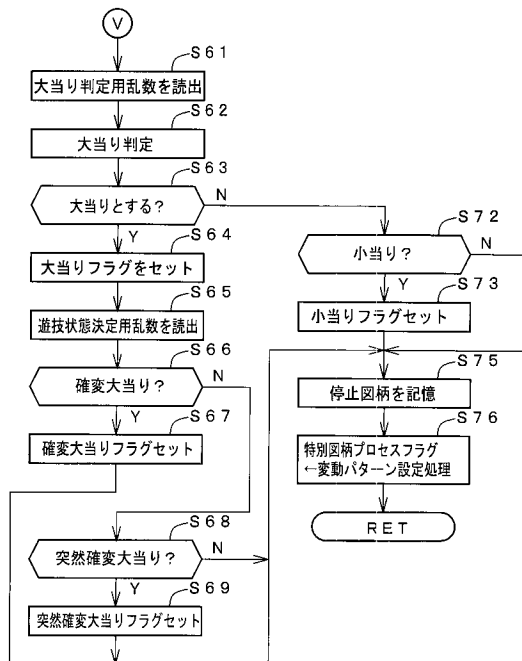 V
S61
大当り判定用乱数を読出
S62
大当り判定
S63
大当りとする?
N
Y
S64
大当りフラグをセット
S65
遊技状態決定用乱数を読出
S66
確変大当り?
N
Y
S67
確変大当りフラグセット
S68
突然確変大当り?
N
Y
S69
突然確変大当りフラグセット
S72
小当り?
N
Y
S73
小当りフラグセット
S75
停止図柄を記憶
S76
特別図柄プロセスフラグ
←変動パターン設定処理
RET